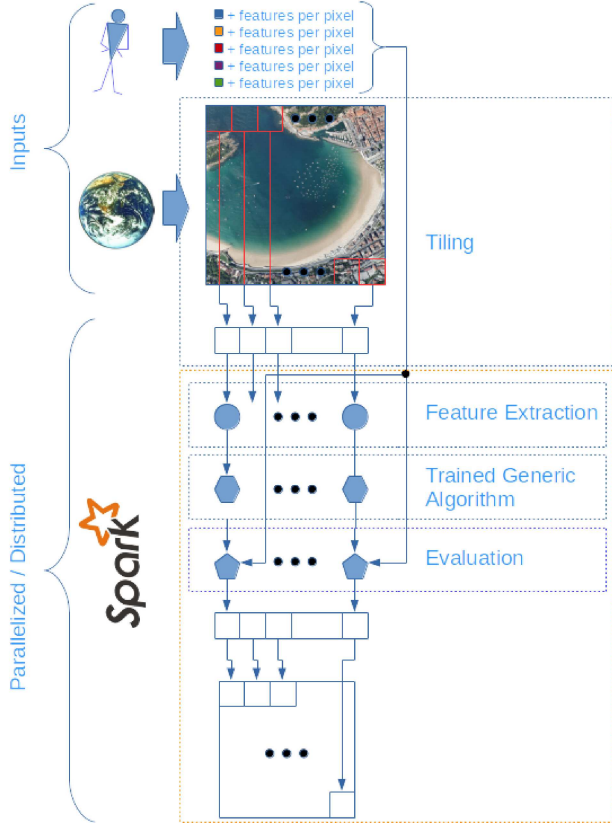 + features per pixel
+ features per pixel
+ features per pixel
+ features per pixel
+ features per pixel
Inputs
Tiling
Feature Extraction
Trained Generic
Algorithm
Evaluation
Parallelized / Distributed
Spark